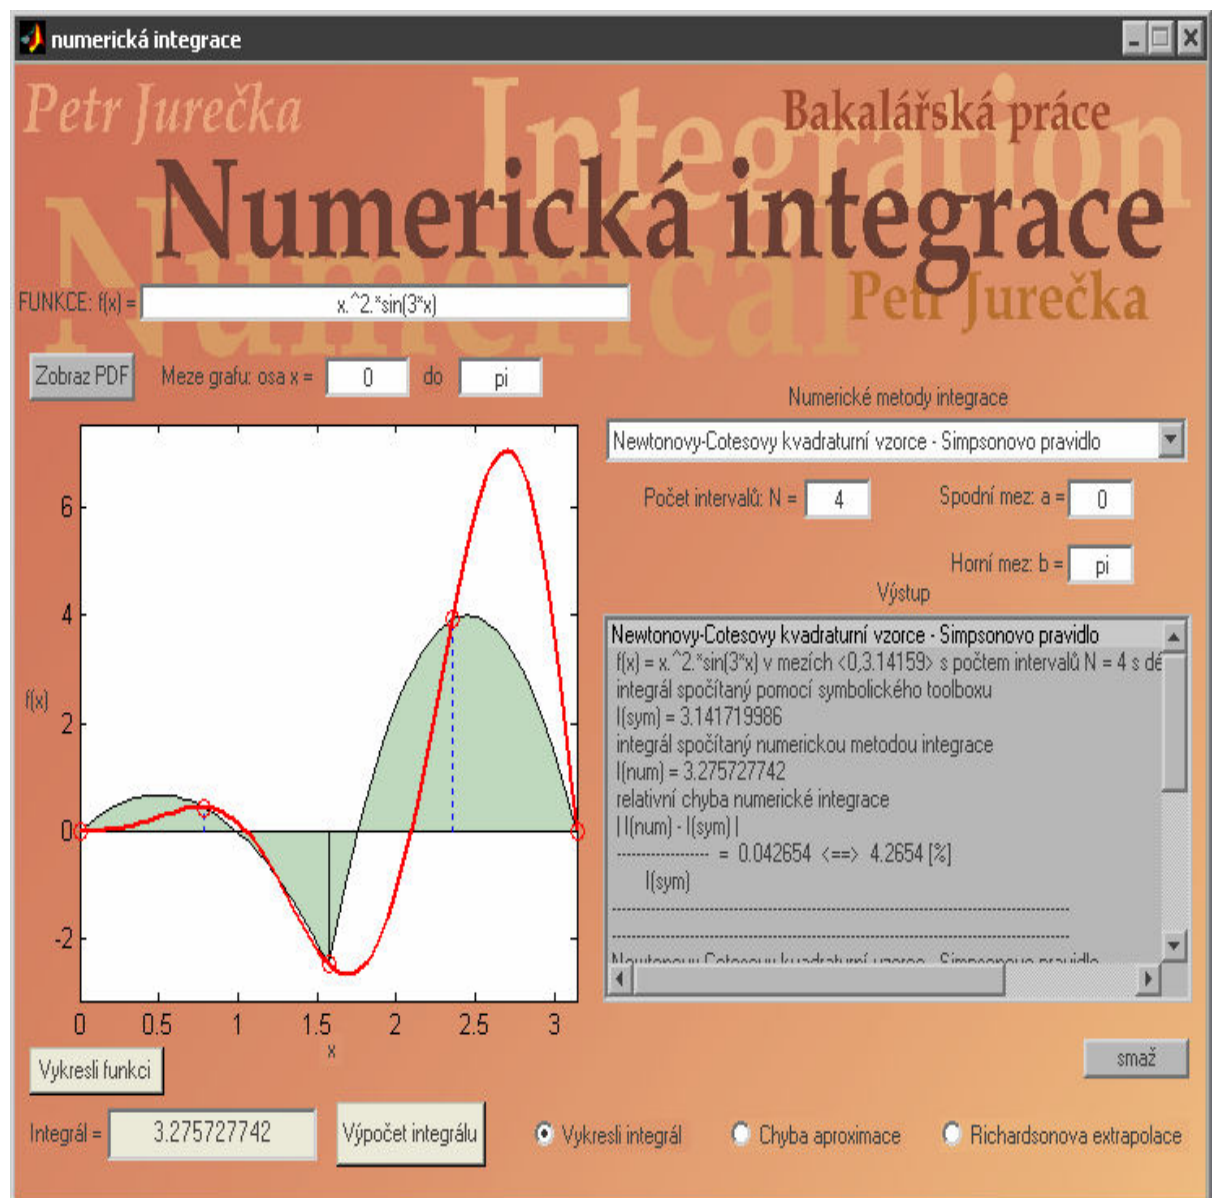 numerická integrace
Petr Jurečka
Integration
Bakalářská práce
Numerická integrace
Numerical
Petr Jurečka
FUNKCE: f(x) = x.^2.*sin(3*x)
Zobraz PDF Meze grafu: osa x = 0 do pi
Numerické metody integrace
Newtonovy-Cotesovy kvadraturní vzorce - Simpsonovo pravidlo
Počet intervalů: N = 4 Spodní mez: a = 0
Horní mez: b = pi
Výstup
Newtonovy-Cotesovy kvadraturní vzorce - Simpsonovo pravidlo
f(x) = x.^2.*sin(3*x) v mezích <0,3.14159> s počtem intervalů N = 4 s dé
integrál spočítaný pomocí symbolického toolboxu
I(sym) = 3.141719986
integrál spočítaný numerickou metodou integrace
I(num) = 3.275727742
relativní chyba numerické integrace
| I(num) - I(sym) |
------------------- = 0.042654 <==> 4.2654 [%]
I(sym)
Newtonovy-Cotesovy kvadraturní vzorce - Simpsonovo pravidlo
6
4
f(x)
2
0
-2
0 0.5 1 1.5 2 2.5 3
x
Vykresli funkci
smaž
Integrál = 3.275727742 Výpočet integrálu Vykresli integrál Chyba aproximace Richardsonova extrapolace